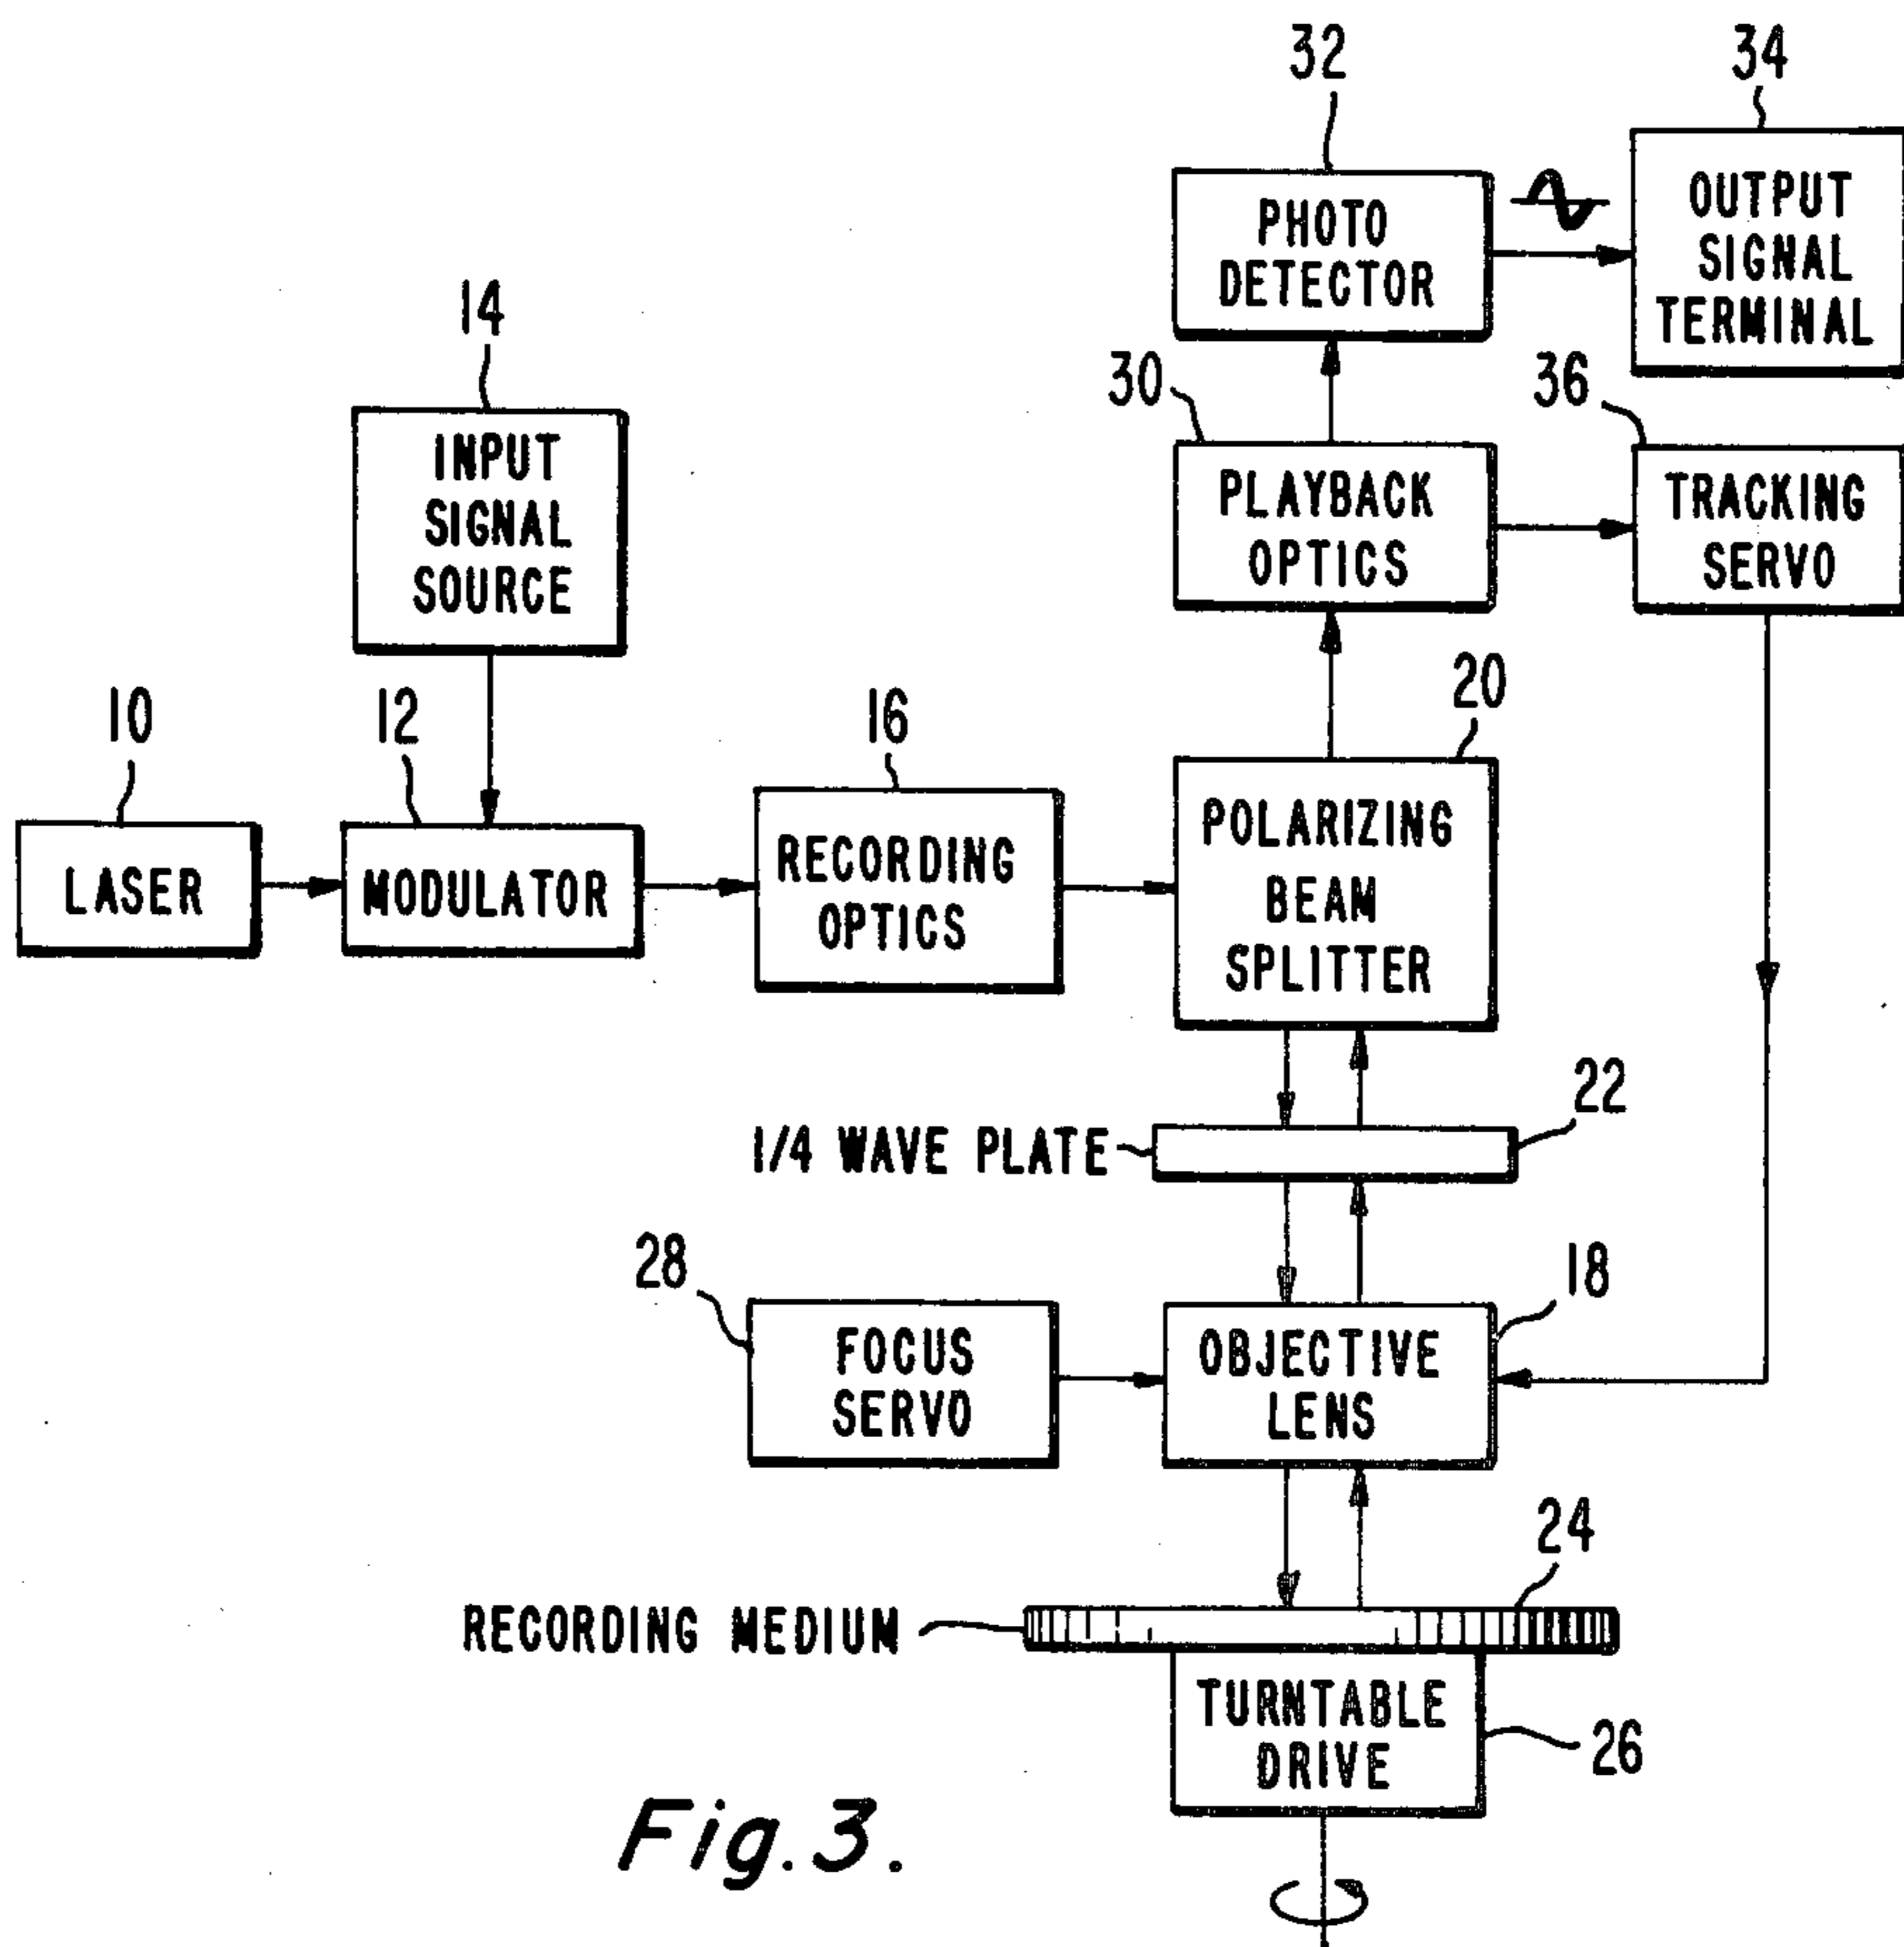 32
34
PHOTO
DETECTOR
OUTPUT
SIGNAL
TERMINAL
14
INPUT
SIGNAL
SOURCE
30
36
PLAYBACK
OPTICS
TRACKING
SERVO
10
12
16
20
LASER
MODULATOR
RECORDING
OPTICS
POLARIZING
BEAM
SPLITTER
22
1/4 WAVE PLATE
28
18
FOCUS
SERVO
OBJECTIVE
LENS
24
RECORDING MEDIUM
TURNTABLE
DRIVE
26
Fig. 3.